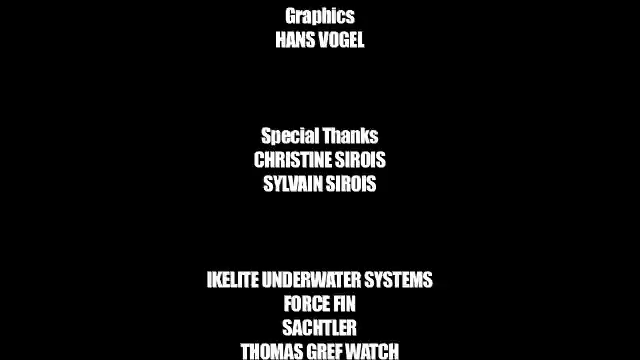 Graphics
HANS VOGEL
Special Thanks
CHRISTINE SIROIS
SYLVAIN SIROIS
IKELITE UNDERWATER SYSTEMS
FORCE FIN
SACHTLER
THOMAS GREF WATCH